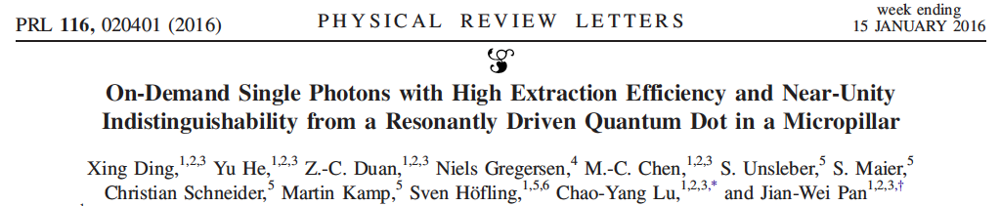 PRL 116, 020401 (2016) PHYSICAL REVIEW LETTERS week ending 15 JANUARY 2016
On-Demand Single Photons with High Extraction Efficiency and Near-Unity
Indistinguishability from a Resonantly Driven Quantum Dot in a Micropillar
Xing Ding,1,2,3 Yu He,1,2,3 Z.-C. Duan,1,2,3 Niels Gregersen,4 M.-C. Chen,1,2,3 S. Unsleber,5 S. Maier,5
Christian Schneider,5 Martin Kamp,5 Sven Höfling,1,5,6 Chao-Yang Lu,1,2,3,* and Jian-Wei Pan1,2,3,†